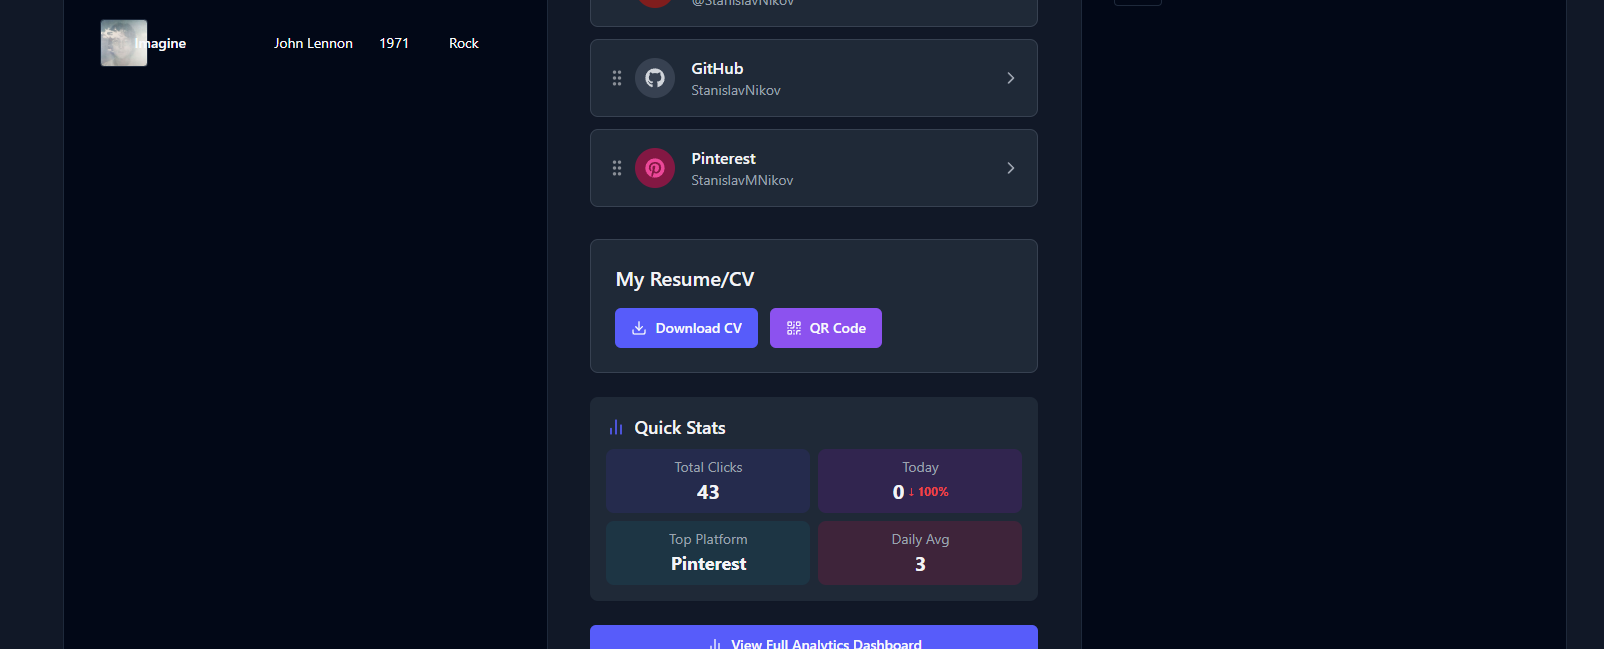 Imagine John Lennon 1971 Rock
@StanislavNikov
GitHub
StanislavNikov
Pinterest
StanislavMNikov
My Resume/CV
Download CV QR Code
Quick Stats
Total Clicks
43
Today
0 ↓ 100%
Top Platform
Pinterest
Daily Avg
3
View Full Analytics Dashboard